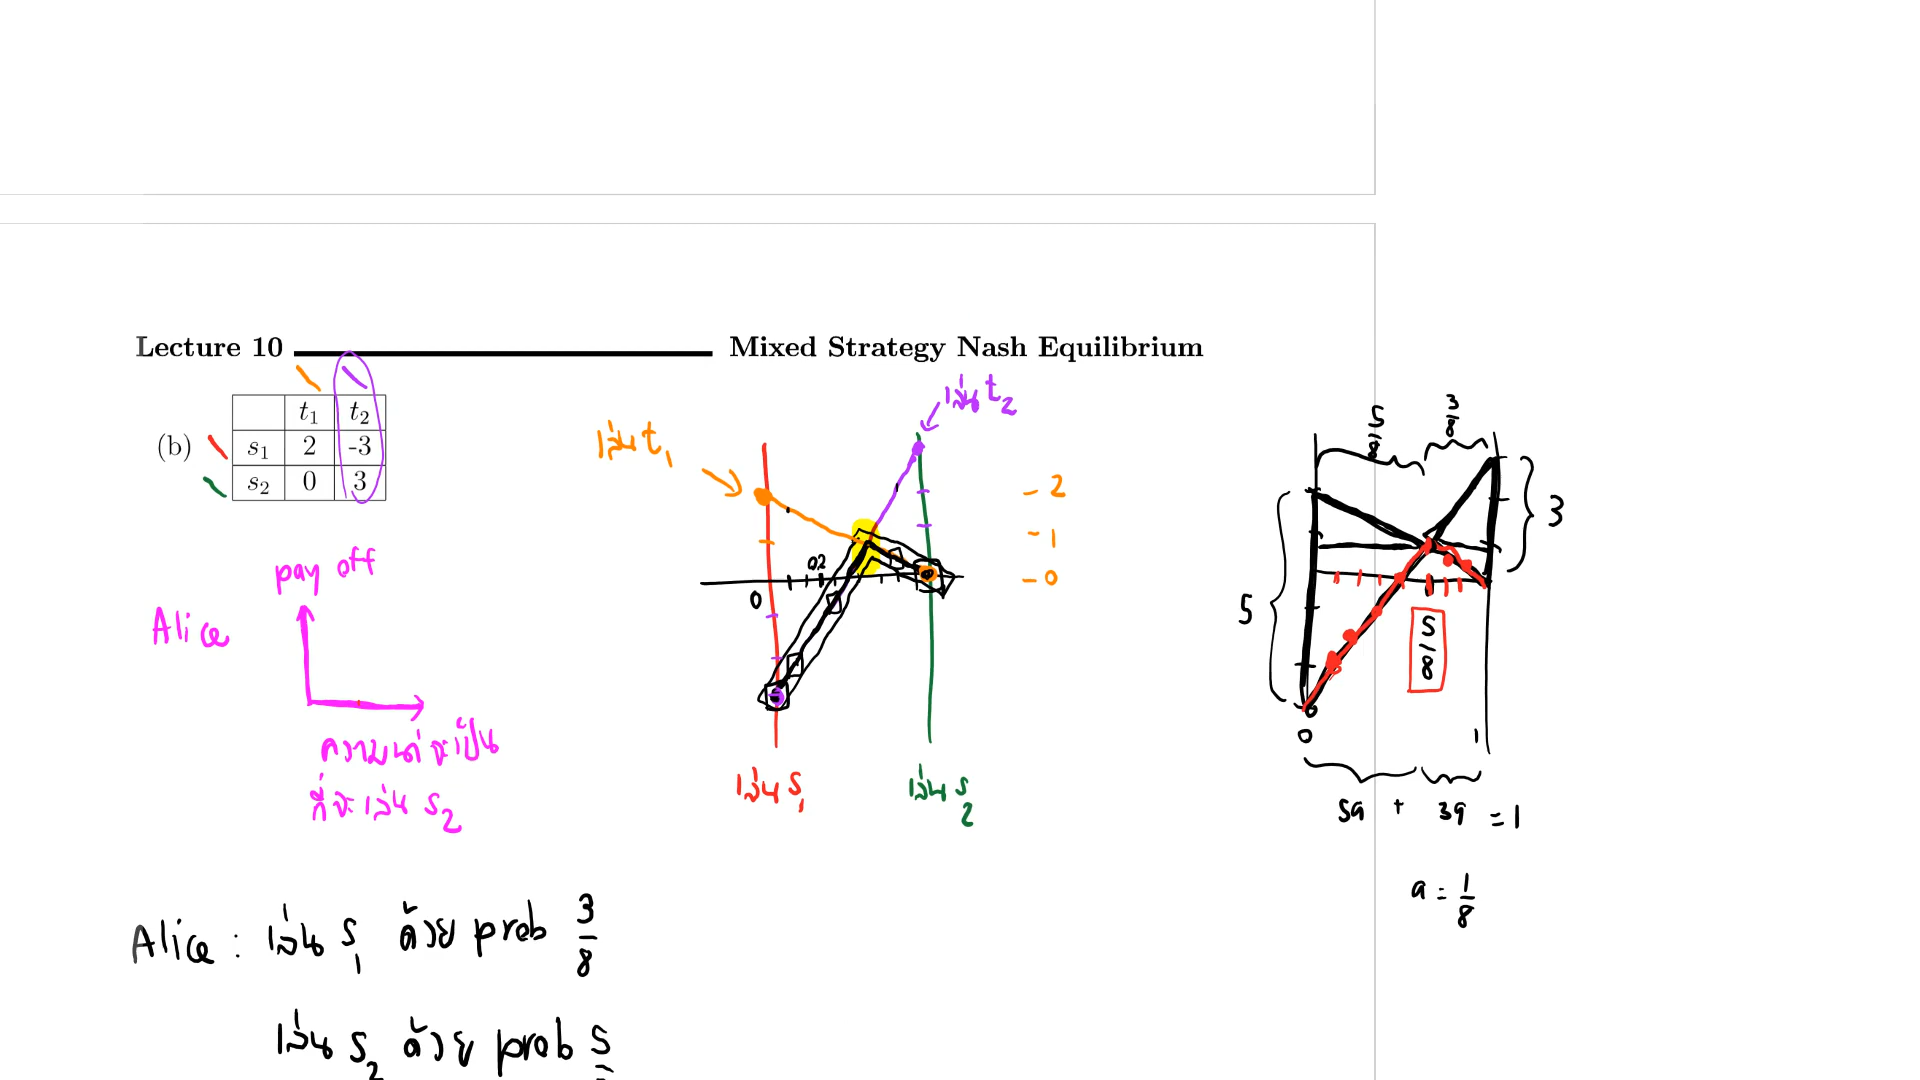 Lecture 10 Mixed Strategy Nash Equilibrium
(b)
t1 t2
s1 2 -3
s2 0 3
เล่น t1
เล่น t2
- 2
- 1
- 0
0.2
0
เล่น s1
เล่น s2
pay off
Alice
ความน่าจะเป็น
ที่จะเล่น s2
5/8 3/8
5
3
5/8
0 1
5a + 3a = 1
a = 1/8
Alice : เล่น s1 ด้วย prob 3/8
เล่น s2 ด้วย prob 5